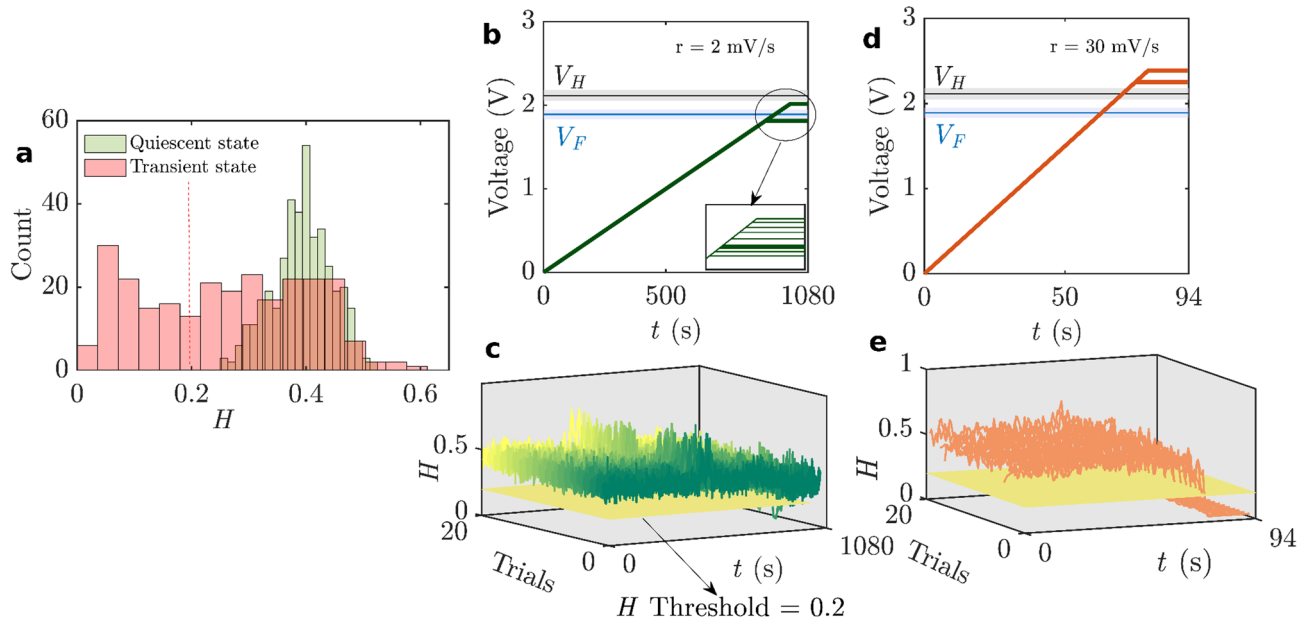 a
60
40
20
0
Count
Quiescent state
Transient state
0
0.2
0.4
0.6
H
b
3
2
1
0
Voltage (V)
r = 2 mV/s
V_H
V_F
0
500
1080
t (s)
c
0.5
0
H
20
0
Trials
0
1080
t (s)
H Threshold = 0.2
d
3
2
1
0
Voltage (V)
r = 30 mV/s
V_H
V_F
0
50
94
t (s)
e
1
0.5
0
H
20
0
Trials
0
94
t (s)